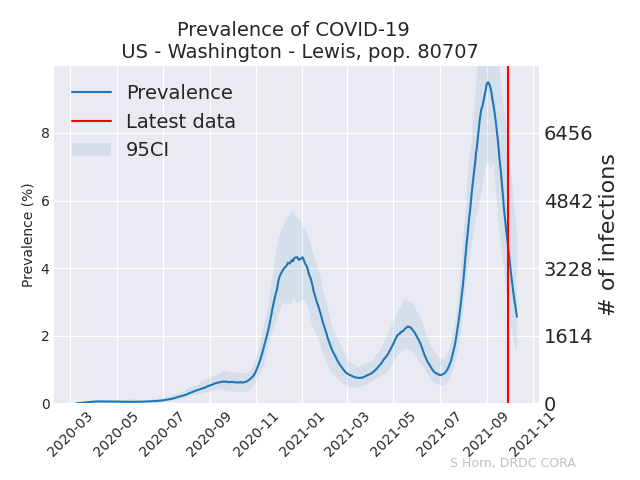 Prevalence of COVID-19
US - Washington - Lewis, pop. 80707
Prevalence
Latest data
95CI
Prevalence (%)
8
6
4
2
0
6456
4842
3228
1614
0
# of infections
2020-03
2020-05
2020-07
2020-09
2020-11
2021-01
2021-03
2021-05
2021-07
2021-09
2021-11
S Horn, DRDC CORA